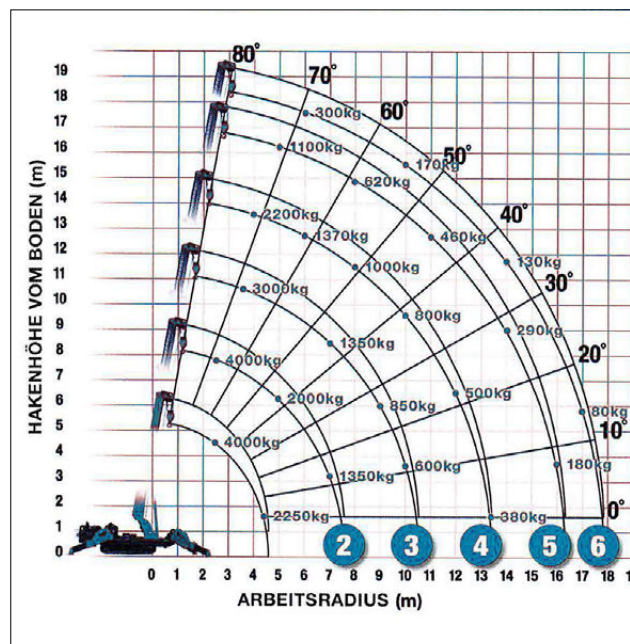 HAKENHÖHE VOM BODEN (m)
19
18
17
16
15
14
13
12
11
10
9
8
7
6
5
4
3
2
1
0
80°
70°
60°
50°
40°
30°
20°
10°
0°
300kg
170kg
130kg
80kg
1100kg
620kg
460kg
290kg
180kg
2200kg
1370kg
1000kg
800kg
500kg
380kg
3000kg
1350kg
850kg
600kg
4000kg
2000kg
1350kg
4000kg
2250kg
2 3 4 5 6
0 1 2 3 4 5 6 7 8 9 10 11 12 13 14 15 16 17 18
ARBEITSRADIUS (m)